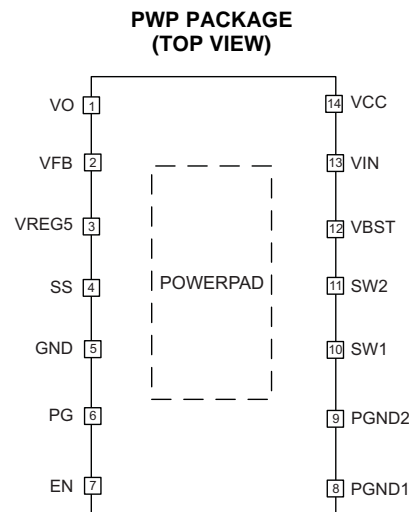 PWP PACKAGE
(TOP VIEW)
VO 1 14 VCC
VFB 2 13 VIN
VREG5 3 12 VBST
SS 4 POWERPAD 11 SW2
GND 5 10 SW1
PG 6 9 PGND2
EN 7 8 PGND1